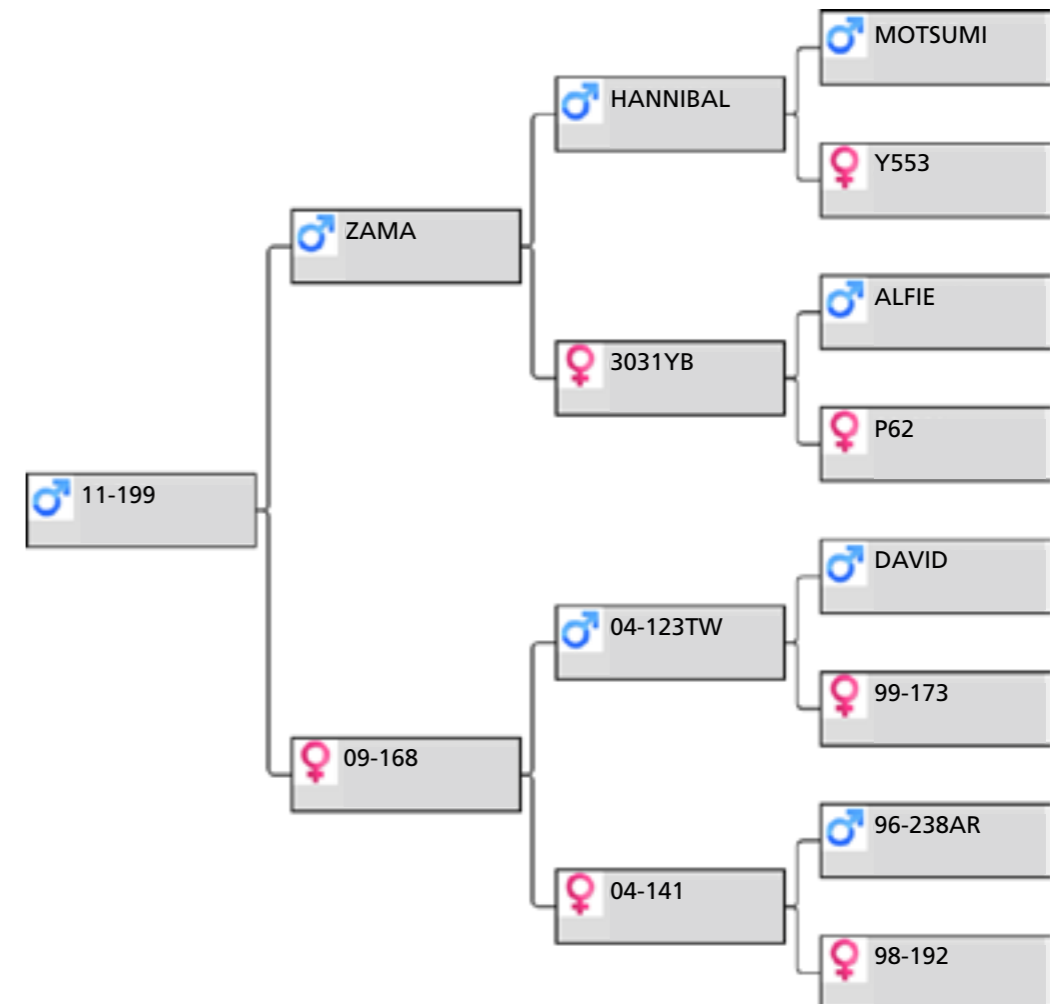 MOTSUMI
HANNIBAL
Y553
ZAMA
ALFIE
3031YB
P62
11-199
DAVID
04-123TW
99-173
09-168
96-238AR
04-141
98-192